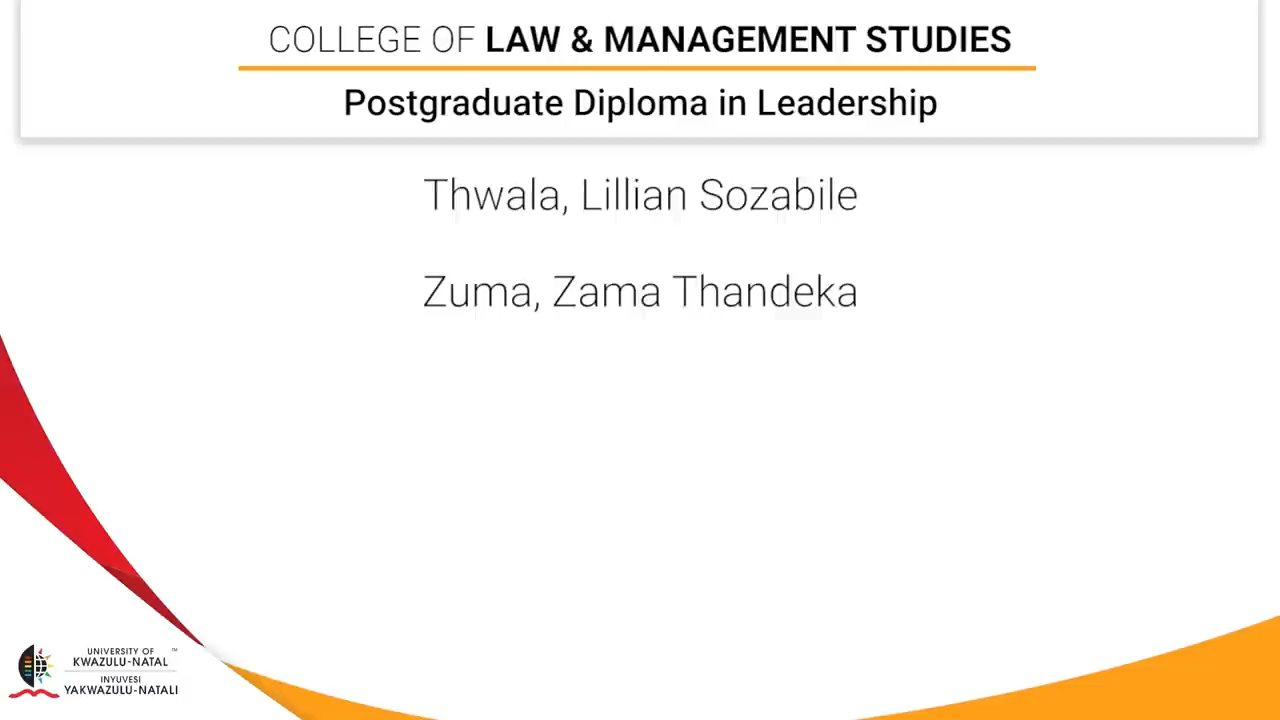 COLLEGE OF LAW & MANAGEMENT STUDIES
Postgraduate Diploma in Leadership
Thwala, Lillian Sozabile
Zuma, Zama Thandeka
UNIVERSITY OF ™
KWAZULU-NATAL
INYUVESI
YAKWAZULU-NATALI